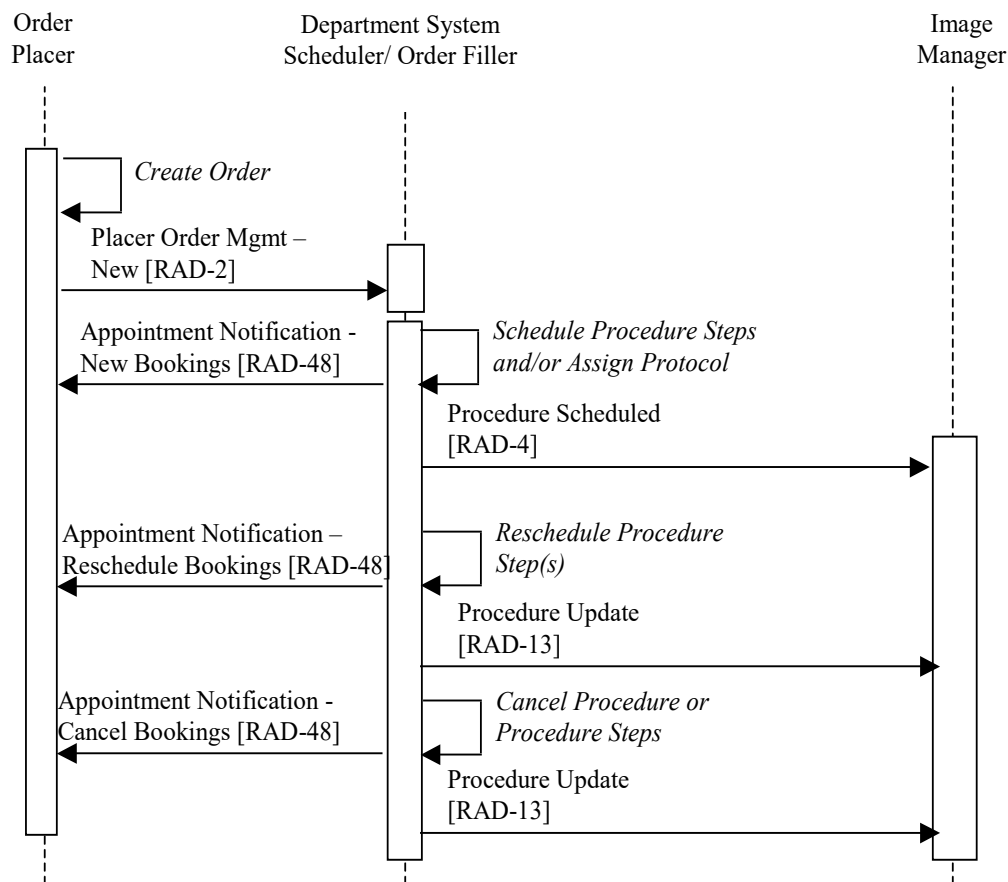 Order
Placer
Department System
Scheduler/ Order Filler
Image
Manager
Create Order
Placer Order Mgmt –
New [RAD-2]
Appointment Notification -
New Bookings [RAD-48]
Schedule Procedure Steps
and/or Assign Protocol
Procedure Scheduled
[RAD-4]
Appointment Notification –
Reschedule Bookings [RAD-48]
Reschedule Procedure
Step(s)
Procedure Update
[RAD-13]
Appointment Notification -
Cancel Bookings [RAD-48]
Cancel Procedure or
Procedure Steps
Procedure Update
[RAD-13]